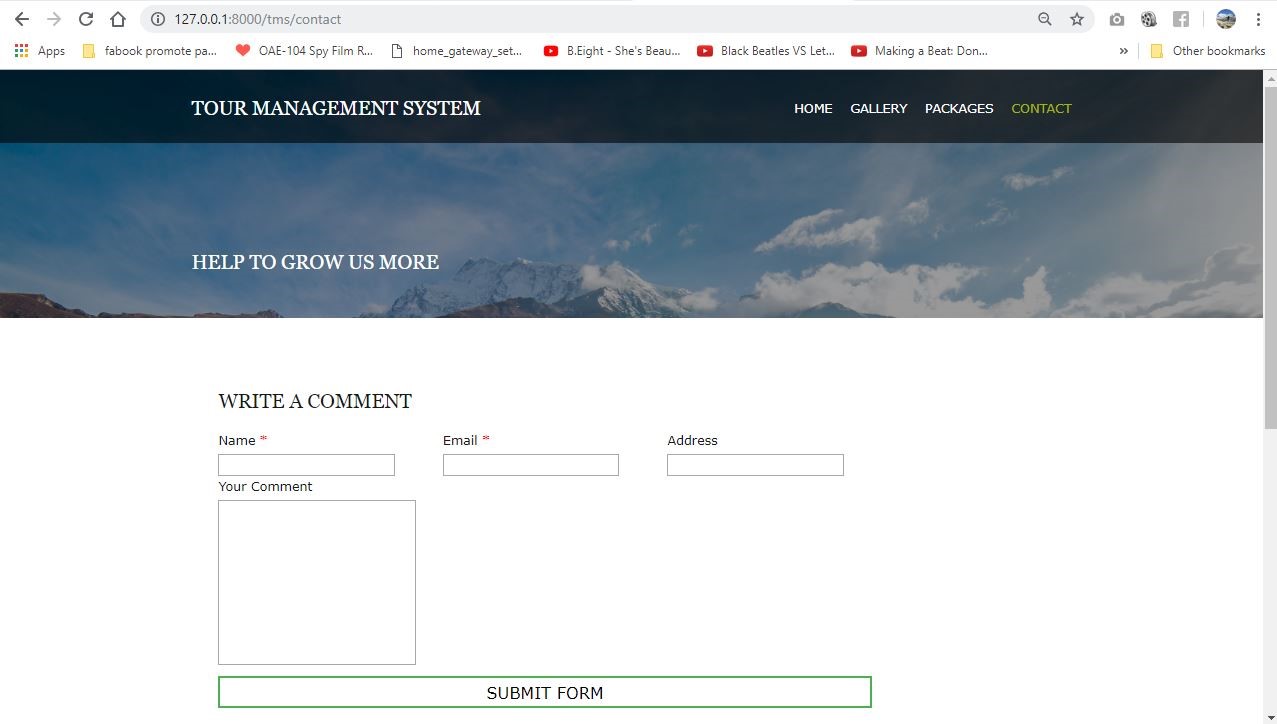 127.0.0.1:8000/tms/contact
Apps fabook promote pa... OAE-104 Spy Film R... home_gateway_set... B.Eight - She's Beau... Black Beatles VS Let... Making a Beat: Don... » Other bookmarks
TOUR MANAGEMENT SYSTEM HOME GALLERY PACKAGES CONTACT
HELP TO GROW US MORE
WRITE A COMMENT
Name * Email * Address
Your Comment
SUBMIT FORM